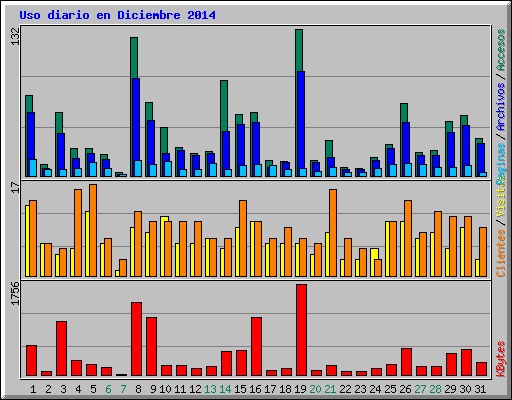 Uso diario en Diciembre 2014
132
17
1756
Accesos / Archivos / Paginas
Visitas / Clientes
KBytes
1 2 3 4 5 6 7 8 9 10 11 12 13 14 15 16 17 18 19 20 21 22 23 24 25 26 27 28 29 30 31